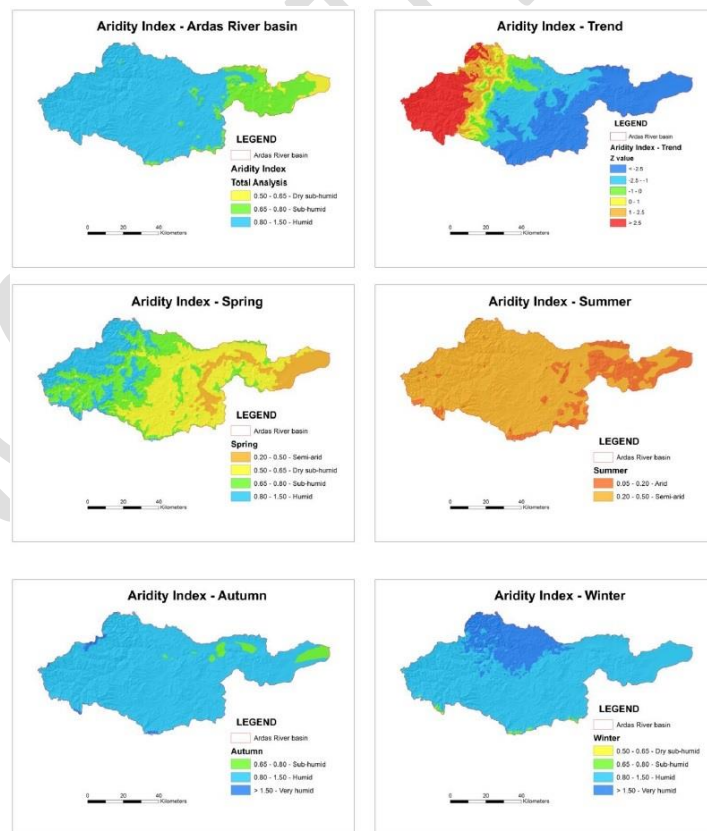 Aridity Index - Ardas River basin
LEGEND
Ardas River basin
Aridity Index
Total Analysis
0.50 - 0.65 - Dry sub-humid
0.65 - 0.80 - Sub-humid
0.80 - 1.50 - Humid
0 20 40
Kilometers
Aridity Index - Trend
LEGEND
Ardas River basin
Aridity Index - Trend
Z value
< -2.5
-2.5 - -1
-1 - 0
0 - 1
1 - 2.5
> 2.5
0 20 40
Kilometers
Aridity Index - Spring
LEGEND
Ardas River basin
Spring
0.20 - 0.50 - Semi-arid
0.50 - 0.65 - Dry sub-humid
0.65 - 0.80 - Sub-humid
0.80 - 1.50 - Humid
0 20 40
Kilometers
Aridity Index - Summer
LEGEND
Ardas River basin
Summer
0.05 - 0.20 - Arid
0.20 - 0.50 - Semi-arid
0 20 40
Kilometers
Aridity Index - Autumn
LEGEND
Ardas River basin
Autumn
0.65 - 0.80 - Sub-humid
0.80 - 1.50 - Humid
> 1.50 - Very humid
0 20 40
Kilometers
Aridity Index - Winter
LEGEND
Ardas River basin
Winter
0.50 - 0.65 - Dry sub-humid
0.65 - 0.80 - Sub-humid
0.80 - 1.50 - Humid
> 1.50 - Very humid
0 20 40
Kilometers